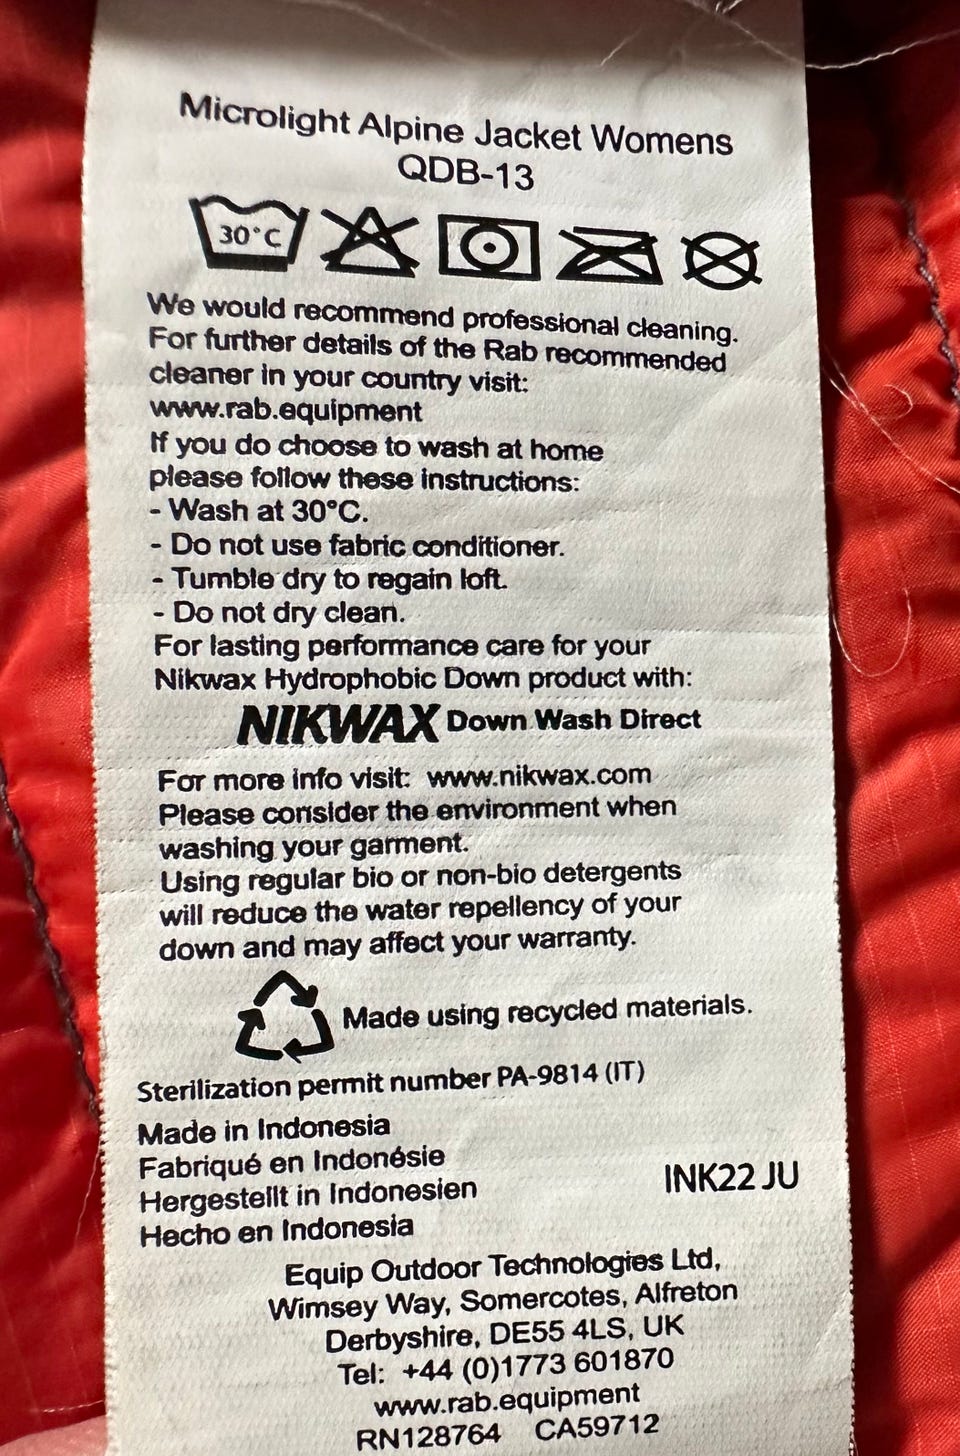 Microlight Alpine Jacket Womens
QDB-13
30°C
We would recommend professional cleaning.
For further details of the Rab recommended
cleaner in your country visit:
www.rab.equipment
If you do choose to wash at home
please follow these instructions:
- Wash at 30°C.
- Do not use fabric conditioner.
- Tumble dry to regain loft.
- Do not dry clean.
For lasting performance care for your
Nikwax Hydrophobic Down product with:
NIKWAX Down Wash Direct
For more info visit: www.nikwax.com
Please consider the environment when
washing your garment.
Using regular bio or non-bio detergents
will reduce the water repellency of your
down and may affect your warranty.
Made using recycled materials.
Sterilization permit number PA-9814 (IT)
Made in Indonesia
Fabriqué en Indonésie
Hergestellt in Indonesien
INK22 JU
Hecho en Indonesia
Equip Outdoor Technologies Ltd,
Wimsey Way, Somercotes, Alfreton
Derbyshire, DE55 4LS, UK
Tel: +44 (0)1773 601870
www.rab.equipment
RN128764 CA59712